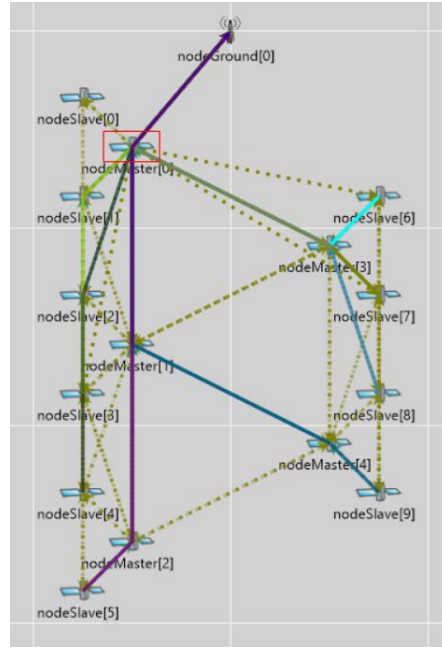 nodeGround[0]
nodeSlave[0]
nodeMaster[0]
nodeSlave[1]
nodeSlave[6]
nodeMaster[3]
nodeSlave[2]
nodeSlave[7]
nodeMaster[1]
nodeSlave[3]
nodeSlave[8]
nodeMaster[4]
nodeSlave[4]
nodeSlave[9]
nodeMaster[2]
nodeSlave[5]